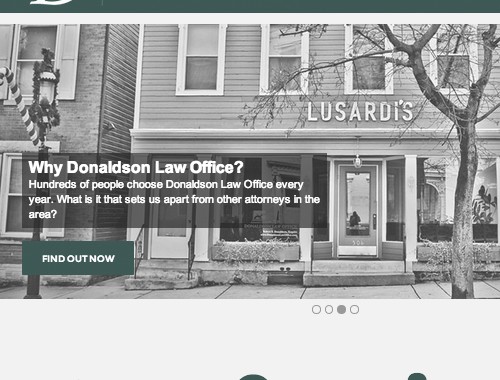 LUSARDi'S
Why Donaldson Law Office?
Hundreds of people choose Donaldson Law Office every
year. What is it that sets us apart from other attorneys in the
area?
FIND OUT NOW